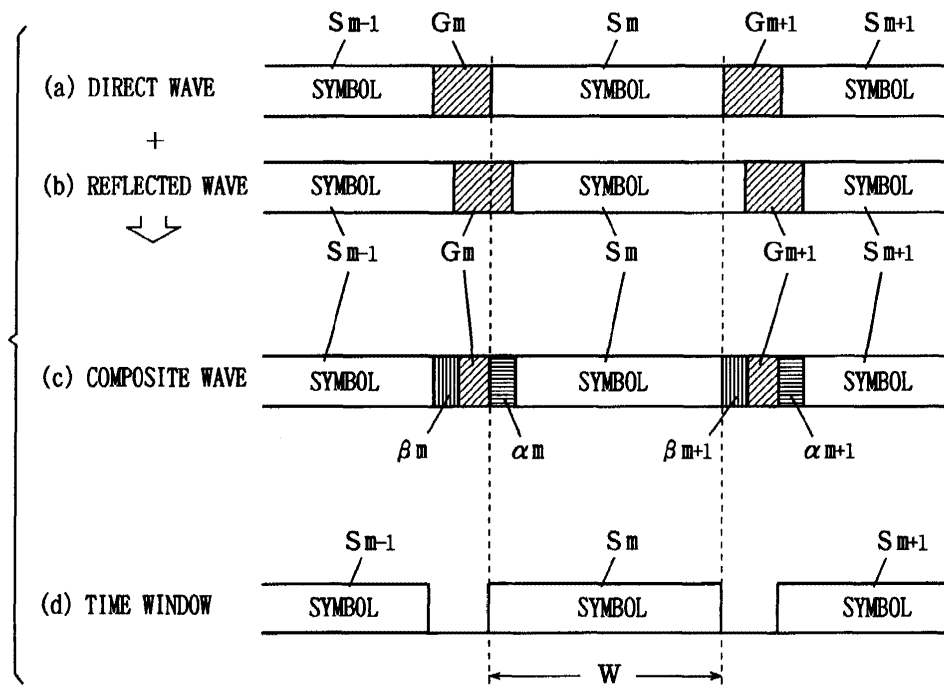 Sm-1 Gm Sm Gm+1 Sm+1
(a) DIRECT WAVE SYMBOL SYMBOL SYMBOL
+
(b) REFLECTED WAVE SYMBOL SYMBOL SYMBOL
Sm-1 Gm Sm Gm+1 Sm+1
(c) COMPOSITE WAVE SYMBOL SYMBOL SYMBOL
βm αm βm+1 αm+1
Sm-1 Sm Sm+1
(d) TIME WINDOW SYMBOL SYMBOL SYMBOL
W